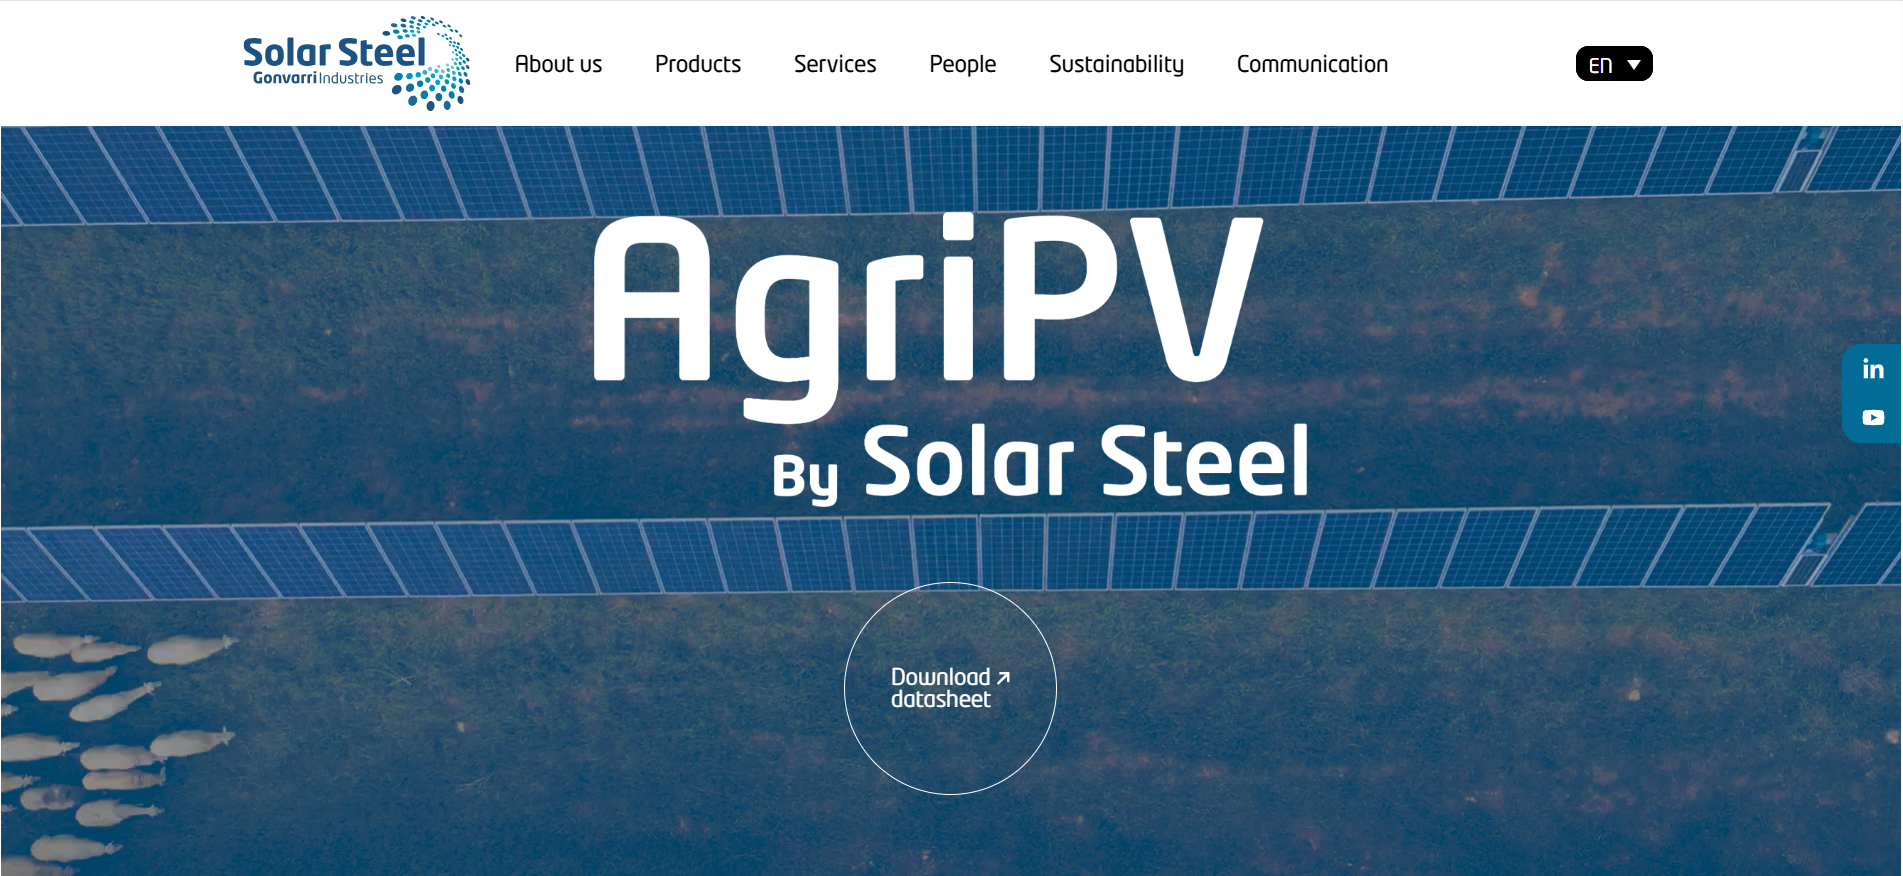 Solar Steel
Gonvarri Industries
About us
Products
Services
People
Sustainability
Communication
EN
AgriPV
By Solar Steel
in
Download
datasheet